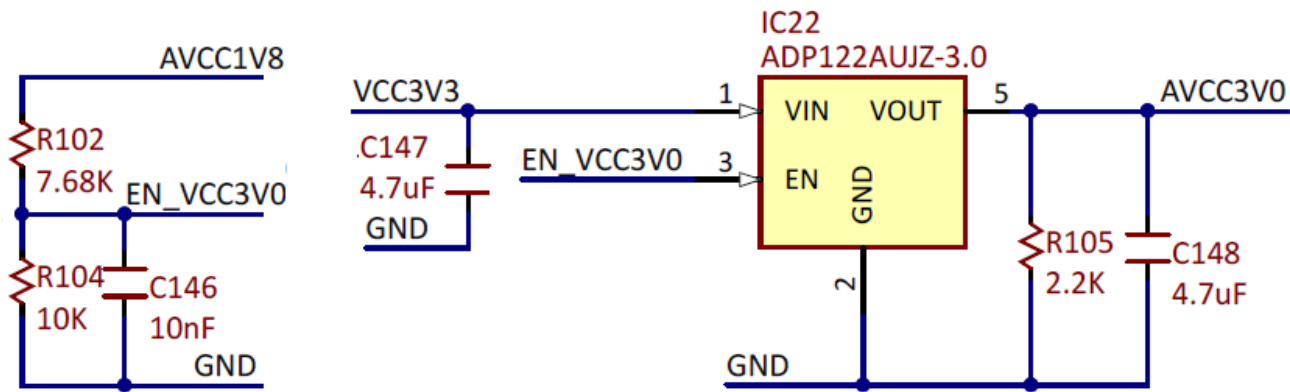 AVCC1V8
R102
7.68K
EN_VCC3V0
R104
10K
C146
10nF
GND
VCC3V3
C147
4.7uF
GND
EN_VCC3V0
IC22
ADP122AUJZ-3.0
1
VIN
VOUT
5
3
EN
GND
2
AVCC3V0
R105
2.2K
C148
4.7uF
GND